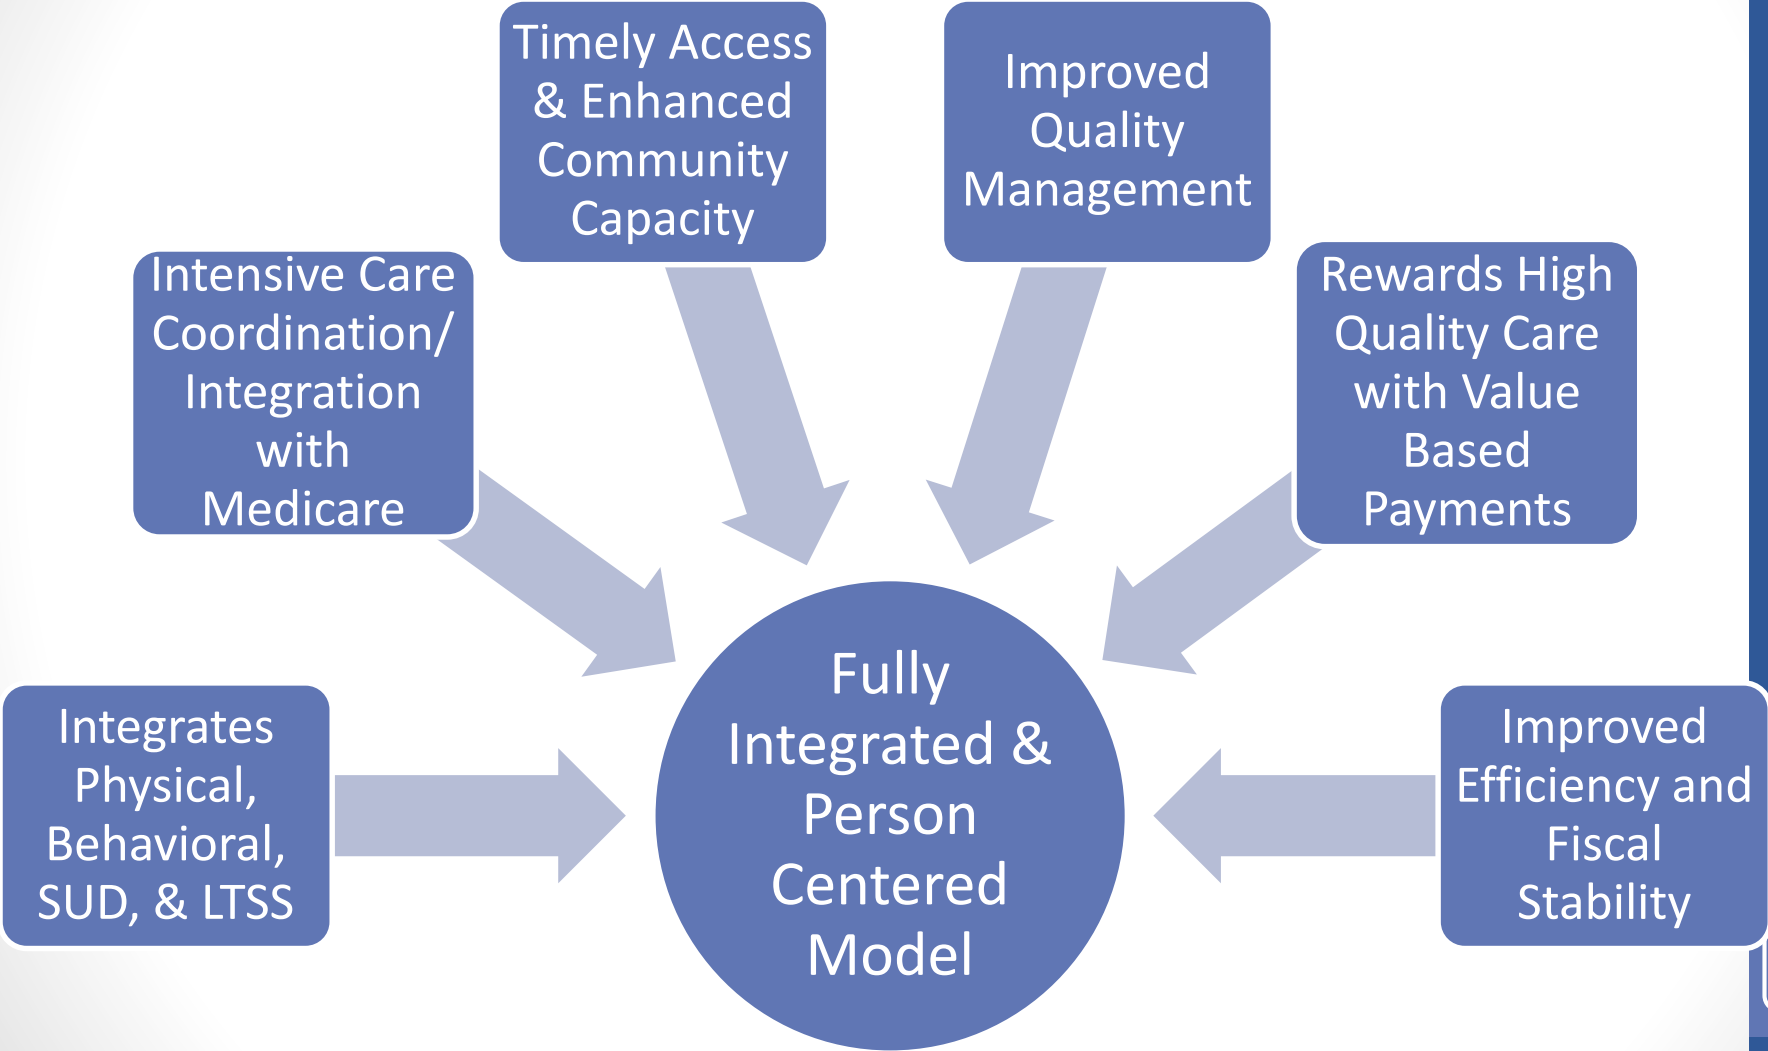 Timely Access
& Enhanced
Community
Capacity
Improved
Quality
Management
Intensive Care
Coordination/
Integration
with
Medicare
Rewards High
Quality Care
with Value
Based
Payments
Integrates
Physical,
Behavioral,
SUD, & LTSS
Fully
Integrated &
Person
Centered
Model
Improved
Efficiency and
Fiscal
Stability